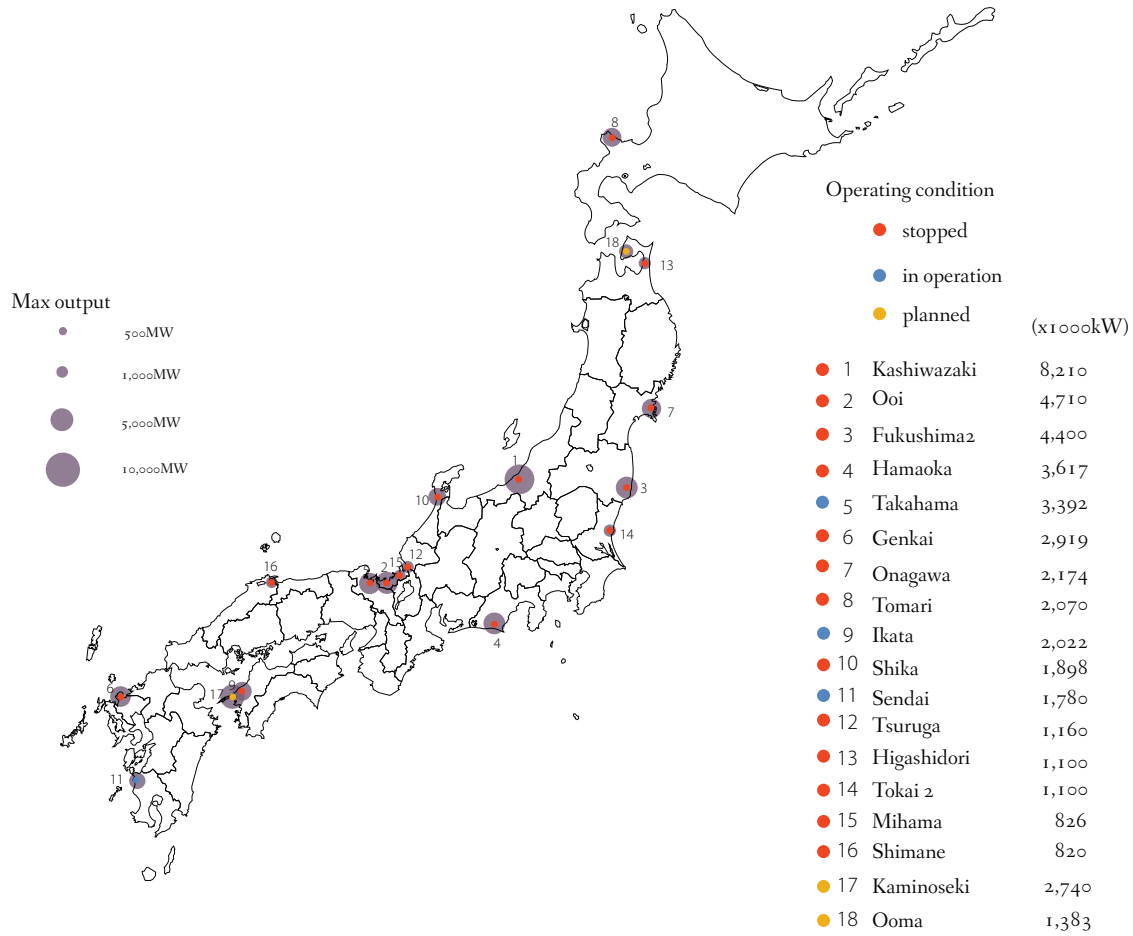 8
18
13
Max output
500MW
1,000MW
5,000MW
10,000MW
7
1
3
10
14
12
15
2
16
4
6
17
9
11
Operating condition
stopped
in operation
planned
(x1000kW)
1 Kashiwazaki 8,210
2 Ooi 4,710
3 Fukushima2 4,400
4 Hamaoka 3,617
5 Takahama 3,392
6 Genkai 2,919
7 Onagawa 2,174
8 Tomari 2,070
9 Ikata 2,022
10 Shika 1,898
11 Sendai 1,780
12 Tsuruga 1,160
13 Higashidori 1,100
14 Tokai 2 1,100
15 Mihama 826
16 Shimane 820
17 Kaminoseki 2,740
18 Ooma 1,383